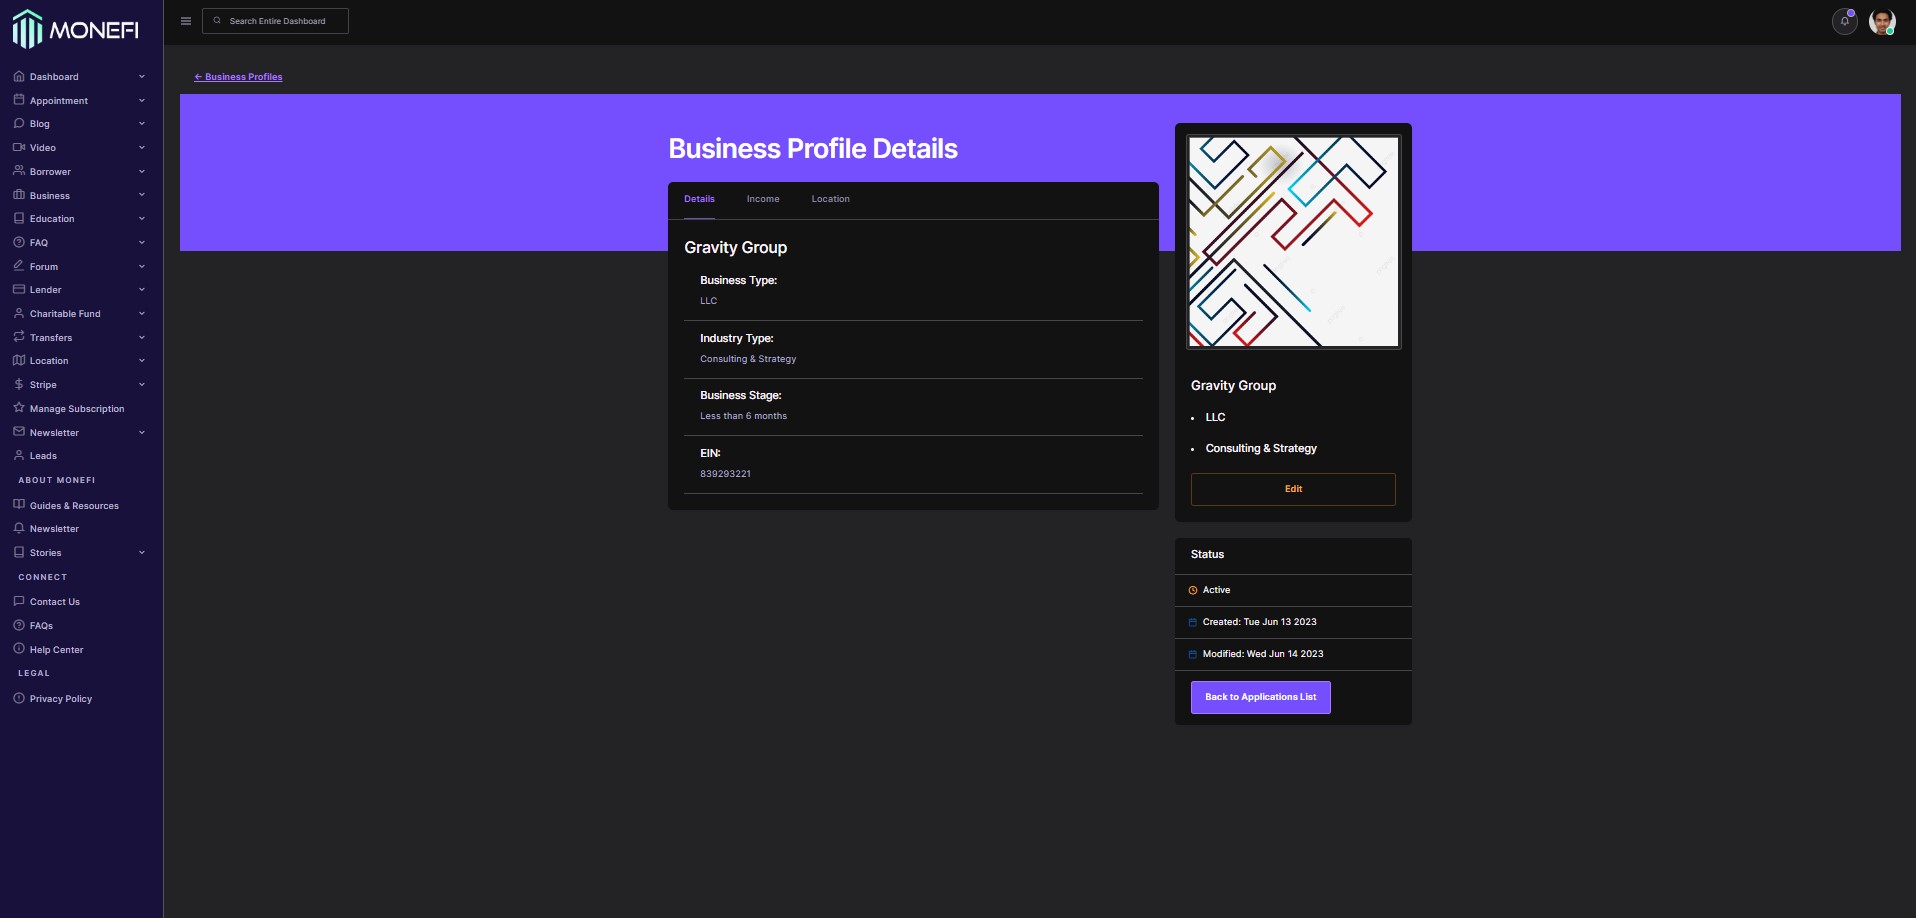 MONEFI
Search Entire Dashboard
Dashboard
Appointment
Blog
Video
Borrower
Business
Education
FAQ
Forum
Lender
Charitable Fund
Transfers
Location
Stripe
Manage Subscription
Newsletter
Leads
ABOUT MONEFI
Guides & Resources
Newsletter
Stories
CONNECT
Contact Us
FAQs
Help Center
LEGAL
Privacy Policy
← Business Profiles
Business Profile Details
Details Income Location
Gravity Group
Business Type:
LLC
Industry Type:
Consulting & Strategy
Business Stage:
Less than 6 months
EIN:
839293221
Gravity Group
• LLC
• Consulting & Strategy
Edit
Status
Active
Created: Tue Jun 13 2023
Modified: Wed Jun 14 2023
Back to Applications List